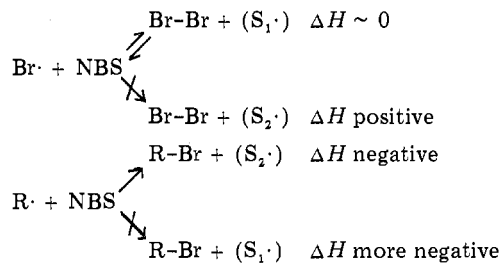 Br–Br + (S₁·) ΔH ~ 0
Br· + NBS
Br–Br + (S₂·) ΔH positive
R–Br + (S₂·) ΔH negative
R· + NBS
R–Br + (S₁·) ΔH more negative